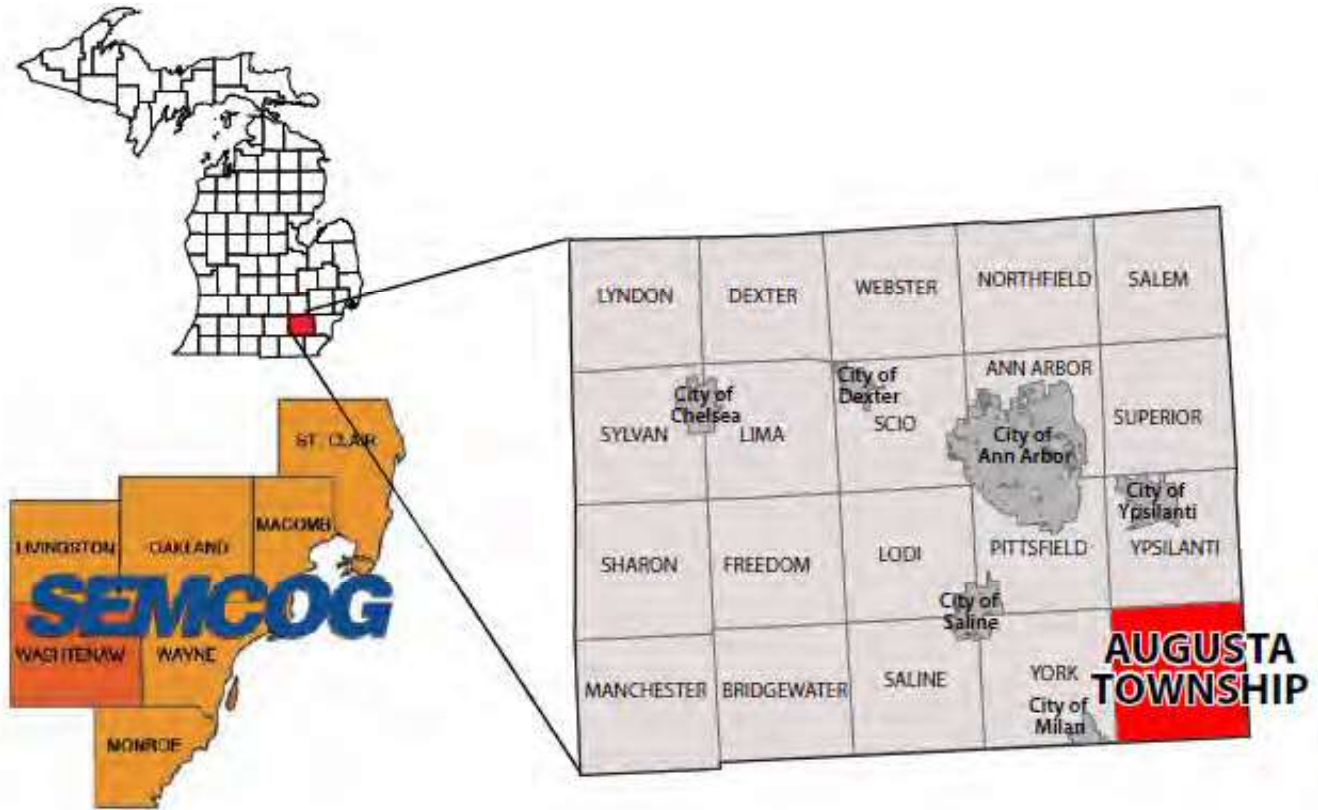 LYNDON
DEXTER
WEBSTER
NORTHFIELD
SALEM
SYLVAN
City of
Chelsea
LIMA
City of
Dexter
SCIO
ANN ARBOR
City of
Ann Arbor
SUPERIOR
SHARON
FREEDOM
LODI
PITTSFIELD
City of
Ypsilanti
YPSILANTI
City of
Saline
MANCHESTER
BRIDGEWATER
SALINE
YORK
City of
Milan
AUGUSTA
TOWNSHIP
ST. CLAIR
LIVINGSTON
OAKLAND
MACOMB
SEMCOG
WASHTENAW
WAYNE
MONROE